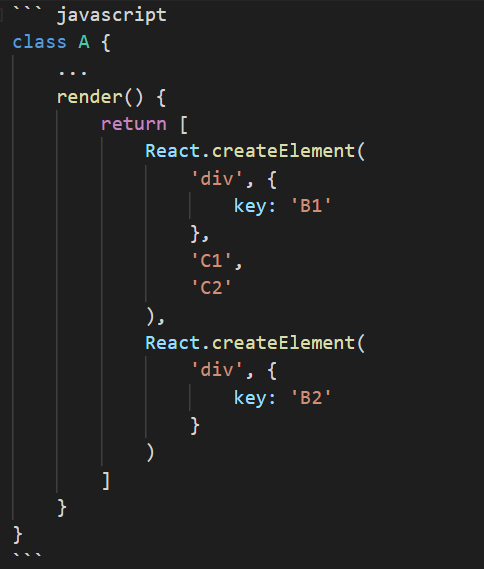 ``` javascript
class A {
    ...
    render() {
        return [
            React.createElement(
                'div', {
                    key: 'B1'
                },
                'C1',
                'C2'
            ),
            React.createElement(
                'div', {
                    key: 'B2'
                }
            )
        ]
    }
}
```